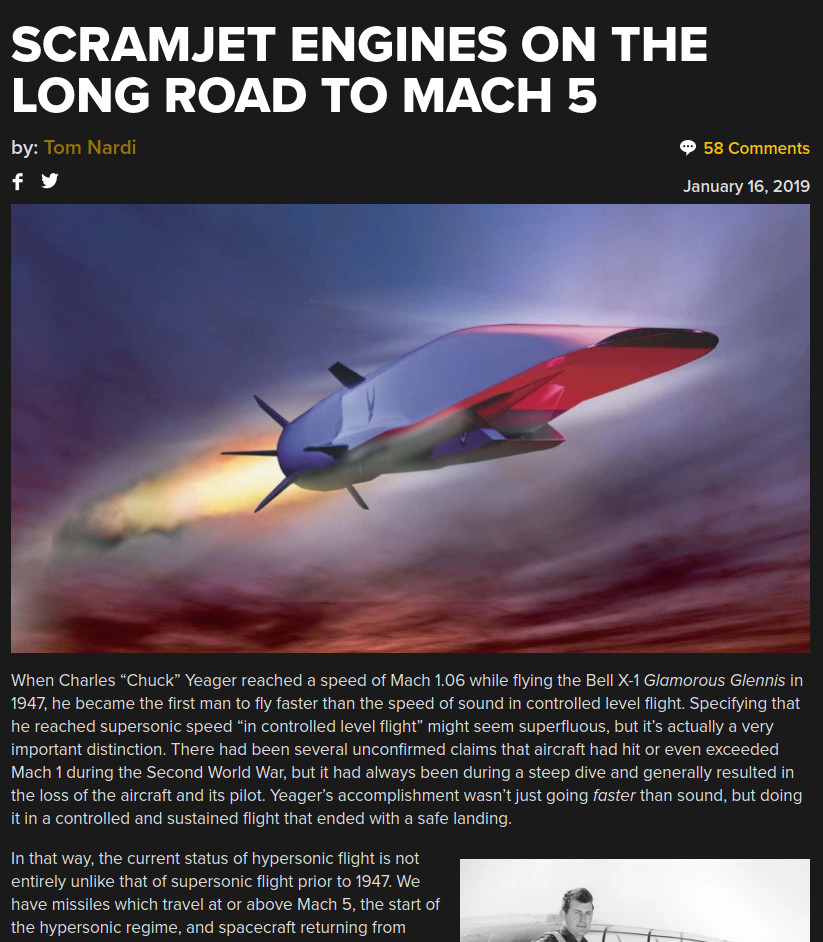 SCRAMJET ENGINES ON THE
LONG ROAD TO MACH 5
by: Tom Nardi
58 Comments
January 16, 2019
When Charles “Chuck” Yeager reached a speed of Mach 1.06 while flying the Bell X-1 Glamorous Glennis in
1947, he became the first man to fly faster than the speed of sound in controlled level flight. Specifying that
he reached supersonic speed “in controlled level flight” might seem superfluous, but it’s actually a very
important distinction. There had been several unconfirmed claims that aircraft had hit or even exceeded
Mach 1 during the Second World War, but it had always been during a steep dive and generally resulted in
the loss of the aircraft and its pilot. Yeager’s accomplishment wasn’t just going faster than sound, but doing
it in a controlled and sustained flight that ended with a safe landing.
In that way, the current status of hypersonic flight is not
entirely unlike that of supersonic flight prior to 1947. We
have missiles which travel at or above Mach 5, the start of
the hypersonic regime, and spacecraft returning from